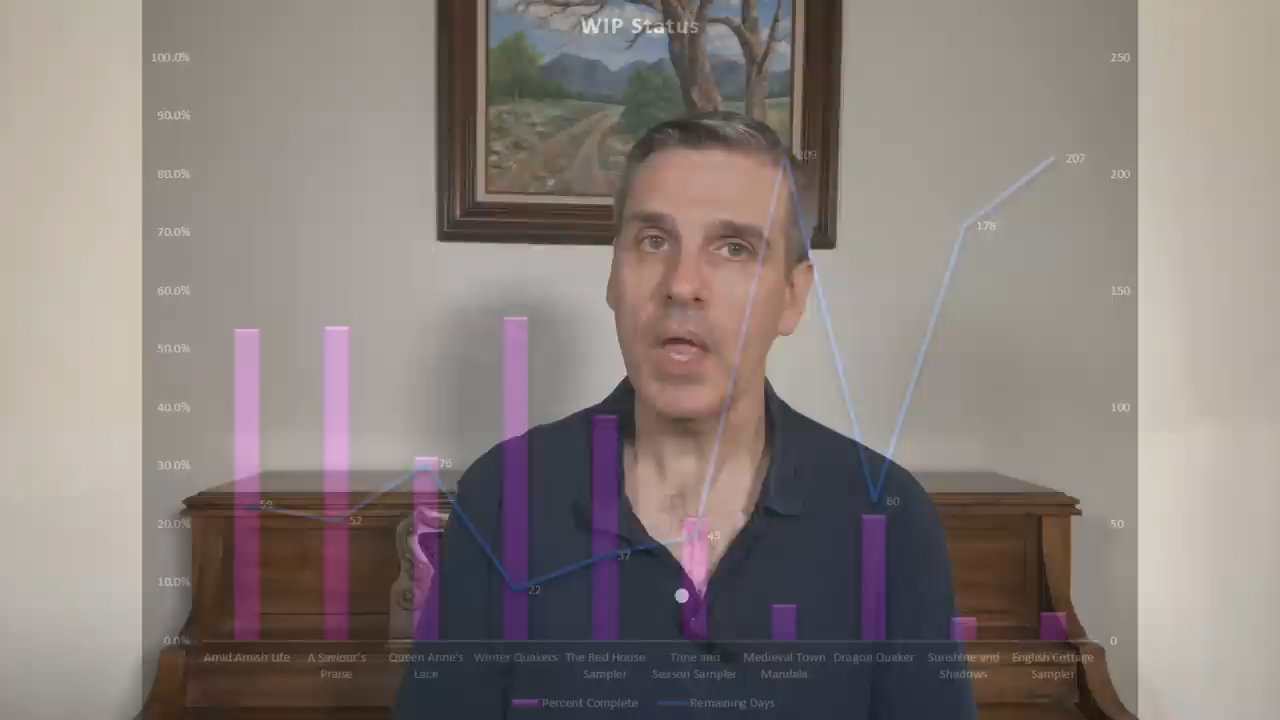 WIP Status
100.0%
90.0%
80.0%
70.0%
60.0%
50.0%
40.0%
30.0%
20.0%
10.0%
0.0%
250
200
150
100
50
0
59
52
76
22
37
45
209
60
178
207
Amid Amish Life
A Saviour's
Praise
Queen Anne's
Lace
Winter Quakers
The Red House
Sampler
Time and
Season Sampler
Medieval Town
Mandala
Dragon Quaker
Sunshine and
Shadows
English Cottage
Sampler
Percent Complete
Remaining Days